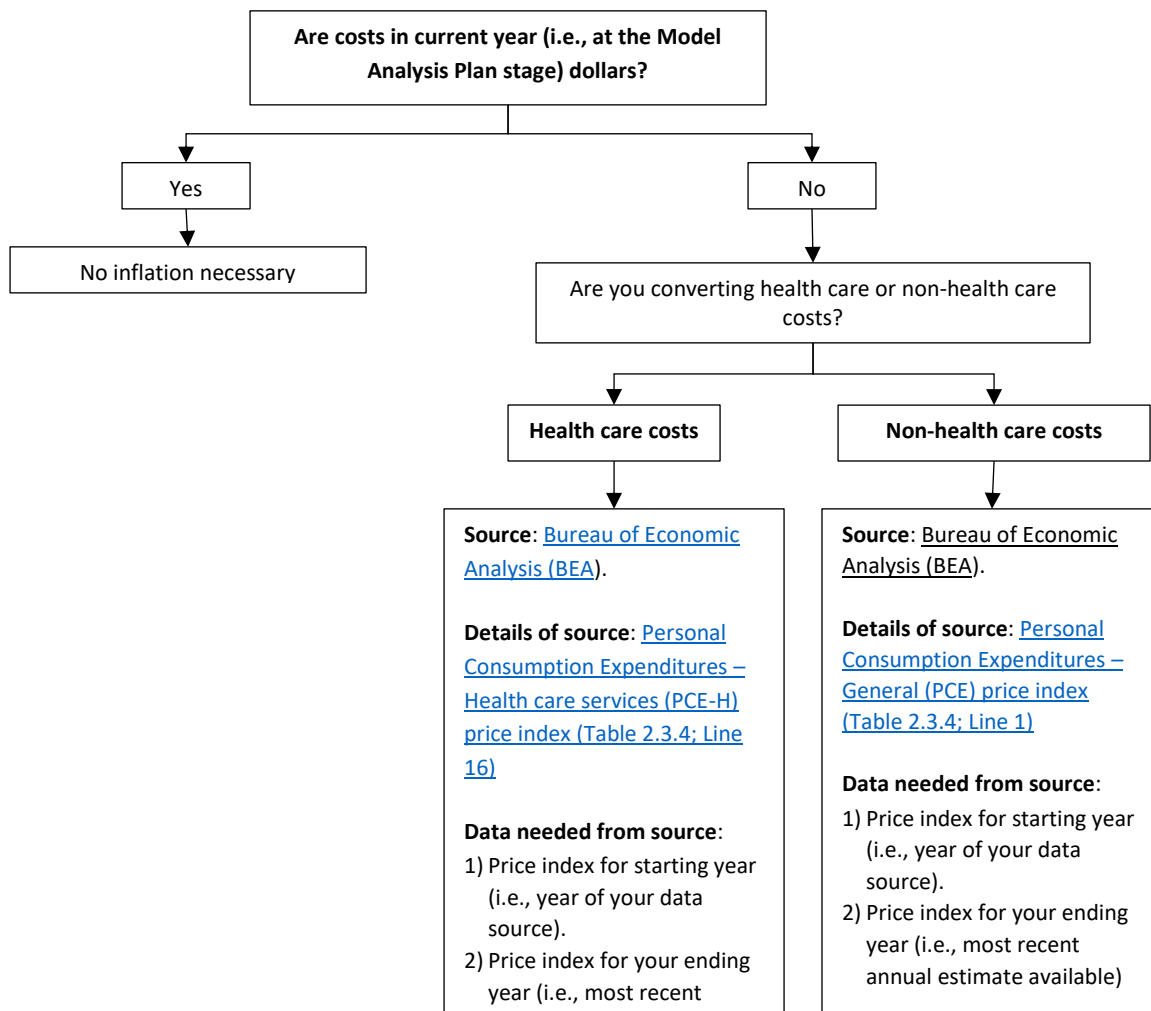 Are costs in current year (i.e., at the Model
Analysis Plan stage) dollars?
Yes
No
No inflation necessary
Are you converting health care or non-health care
costs?
Health care costs
Non-health care costs
Source: Bureau of Economic
Analysis (BEA).
Details of source: Personal
Consumption Expenditures –
Health care services (PCE-H)
price index (Table 2.3.4; Line
16)
Data needed from source:
1) Price index for starting year
(i.e., year of your data
source).
2) Price index for your ending
year (i.e., most recent
Source: Bureau of Economic
Analysis (BEA).
Details of source: Personal
Consumption Expenditures –
General (PCE) price index
(Table 2.3.4; Line 1)
Data needed from source:
1) Price index for starting year
(i.e., year of your data
source).
2) Price index for your ending
year (i.e., most recent
annual estimate available)